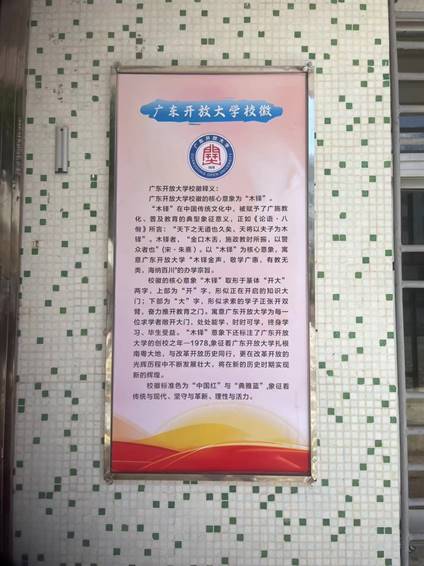 广东开放大学校徽
广东开放大学
1978
广东开放大学校徽释义：
广东开放大学校徽的核心意象为“木铎”。
“木铎”在中国传统文化中，被赋予了广施教
化、普及教育的典型象征意义，正如《论语·八
佾》所言：“天下之无道也久矣，天将以夫子为木
铎”。木铎者，“金口木舌，施政教时所振，以警
众者也”（宋·朱熹）。以“木铎”为核心意象，寓
意广东开放大学“木铎金声，敬学广惠，有教无
类，海纳百川”的办学宗旨。
校徽的核心意象“木铎”取形于篆体“开大”
两字，上部为“开”字，形似正在开启的知识大
门；下部为“大”字，形似求索的学子正张开双
臂，奋力推开教育之门。寓意广东开放大学为每一
位求学者敞开大门，处处能学，时时可学，终身学
习、毕生受益。“木铎”意象下还标注了广东开放
大学的创校之年—1978,象征着广东开放大学扎根
南粤大地，与改革开放历史同行，更在改革开放的
光辉历程中不断发展壮大，将在新的历史时期实现
新的辉煌。
校徽标准色为“中国红”与“典雅蓝”,象征着
传统与现代、坚守与革新、理性与活力。